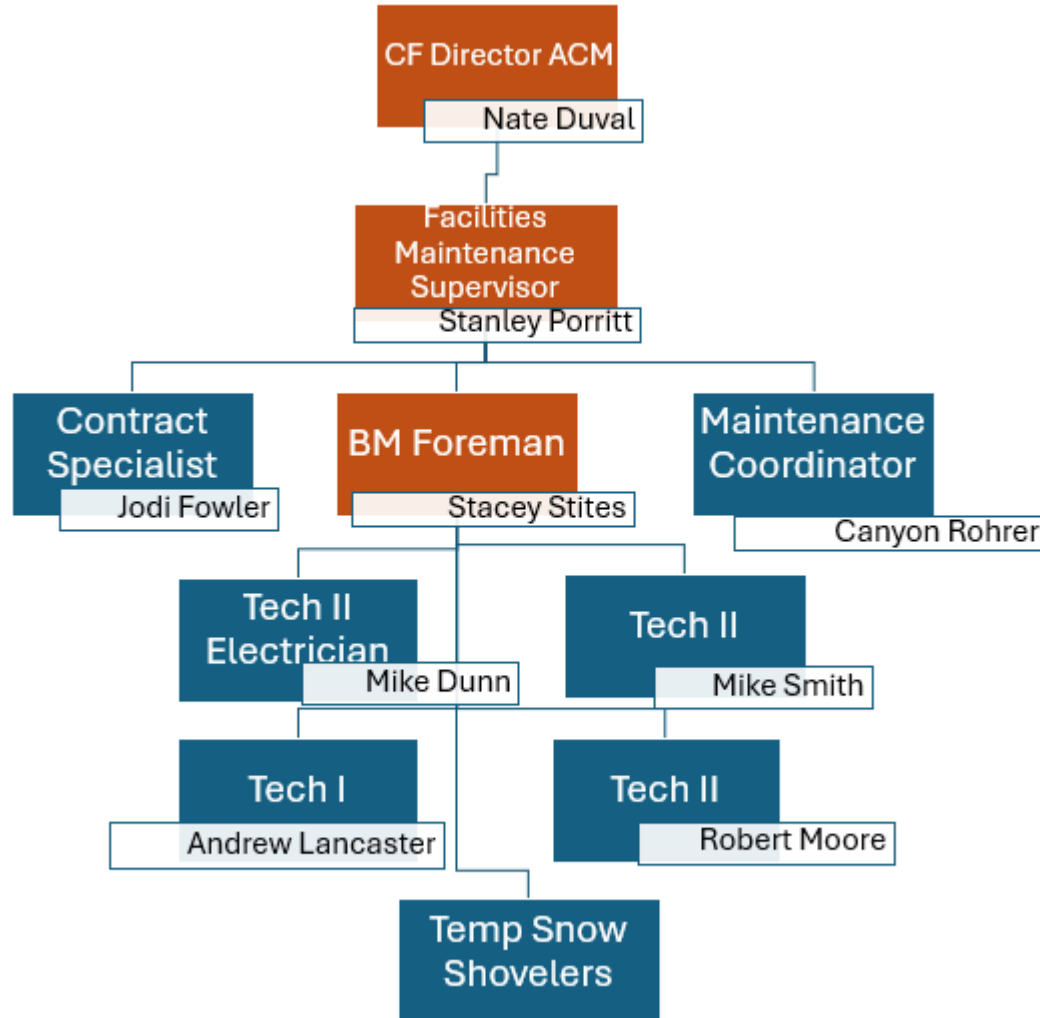 CF Director ACM
Nate Duval
Facilities
Maintenance
Supervisor
Stanley Porritt
Contract
Specialist
Jodi Fowler
BM Foreman
Stacey Stites
Maintenance
Coordinator
Canyon Rohrer
Tech II
Electrician
Mike Dunn
Tech II
Mike Smith
Tech I
Andrew Lancaster
Tech II
Robert Moore
Temp Snow
Shovelers